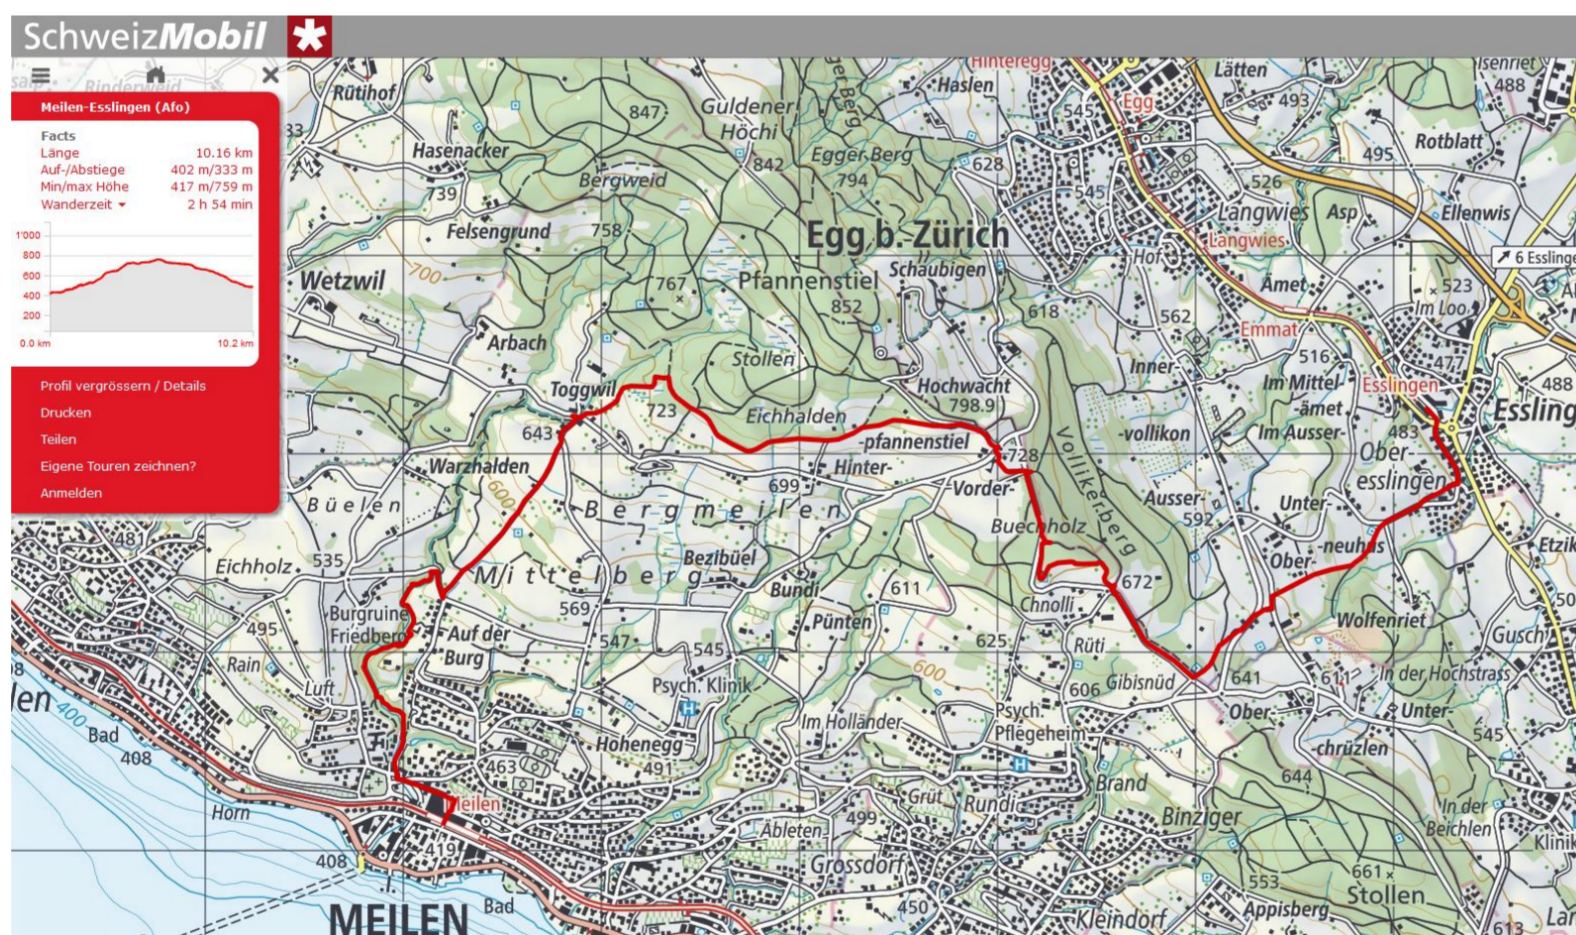 SchweizMobil
Meilen-Esslingen (Afo)
Facts
Länge 10.16 km
Auf-/Abstiege 402 m/333 m
Min/max Höhe 417 m/759 m
Wanderzeit 2 h 54 min
1'000
800
600
400
200
0.0 km 10.2 km
Profil vergrössern / Details
Drucken
Teilen
Eigene Touren zeichnen?
Anmelden
Rinderweid
Rütihof
847
Guldener
Höchi
Haslen
Hinteregg
Lätten
Isenriet
488
Egg
545
493
Rotblatt
Hasenacker
842
Egger Berg
628
495
739
Bergweid
794
545
526
Langwies
Asp
Ellenwis
Felsengrund
758
Egg b. Zürich
Langwies
Hof
6 Essling
Wetzwil
700
767
Pfannenstiel
Schaubigen
Ämet
523
852
618
562
Im Loo
Emmat
Arbach
Stollen
516
477
Inner-
Toggwil
Hochwacht
798.9
Im Mittel-
-ämet
Esslingen
488
Essling
723
Eichhalden
-vollikon
Im Ausser-
483
643
-pfannenstiel
Ober-
esslingen
Warzhalden
600
Hinter-
728
Vollikerberg
699
Vorder-
Ausser-
592
Unter-
Büelen
Bergmeilen
Buechholz
481
535
Bezibüel
-neuhus
Etzik
Eichholz
Mittelberg
Ober-
672
Bundi
611
Burgruine
Friedberg
569
Chnolli
Wolfenriet
495
Auf der
Burg
547
Pünten
625
Rüti
Gusch
Rain
545
600
Luft
Psych. Klinik
606
Gibisnüd
641
611
In der Hochstrass
Psych.
Pflegeheim
Ober-
Unter-
400
Bad
Im Holländer
-chrüzlen
545
408
Hohenegg
463
491
644
Brand
Meilen
Grüt
Rundi
In der
Beichlen
Horn
499
Binziger
Ableten
Klinik
408
419
Grossdorf
661
553
Stollen
MEILEN
Bad
450
Kleindorf
Appisberg
613